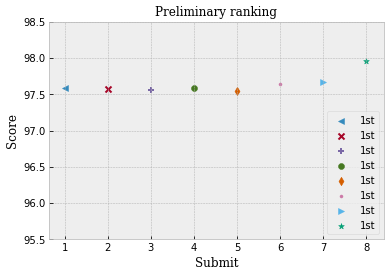 Preliminary ranking
98.5
98.0
97.5
97.0
96.5
96.0
95.5
Score
1st
1st
1st
1st
1st
1st
1st
1st
1 2 3 4 5 6 7 8
Submit